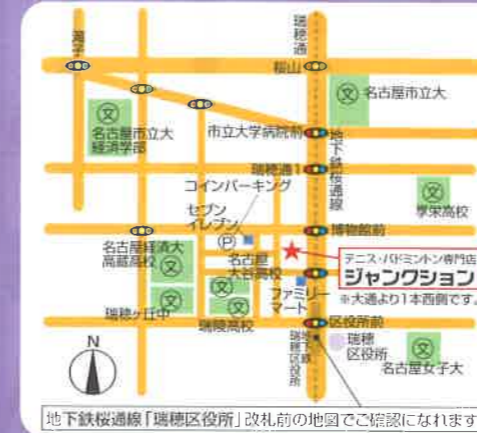 瑞穂通
滝子
桜山
名古屋市立大
名古屋市立大
経済学部
市立大学病院前
地下鉄桜通線
瑞穂通1
コインパーキング
享栄高校
セブン
イレブン
博物館前
名古屋経済大
高蔵高校
名古屋
大谷高校
テニス・バドミントン専門店
ジャンクション
※大通より1本西側です。
ファミリー
マート
瑞穂ヶ丘中
瑞陵高校
区役所前
地下鉄
瑞穂区役所
瑞穂
区役所
名古屋女子大
N
地下鉄桜通線「瑞穂区役所」改札前の地図でご確認になれます